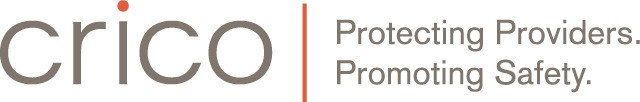 crico
Protecting Providers.
Promoting Safety.